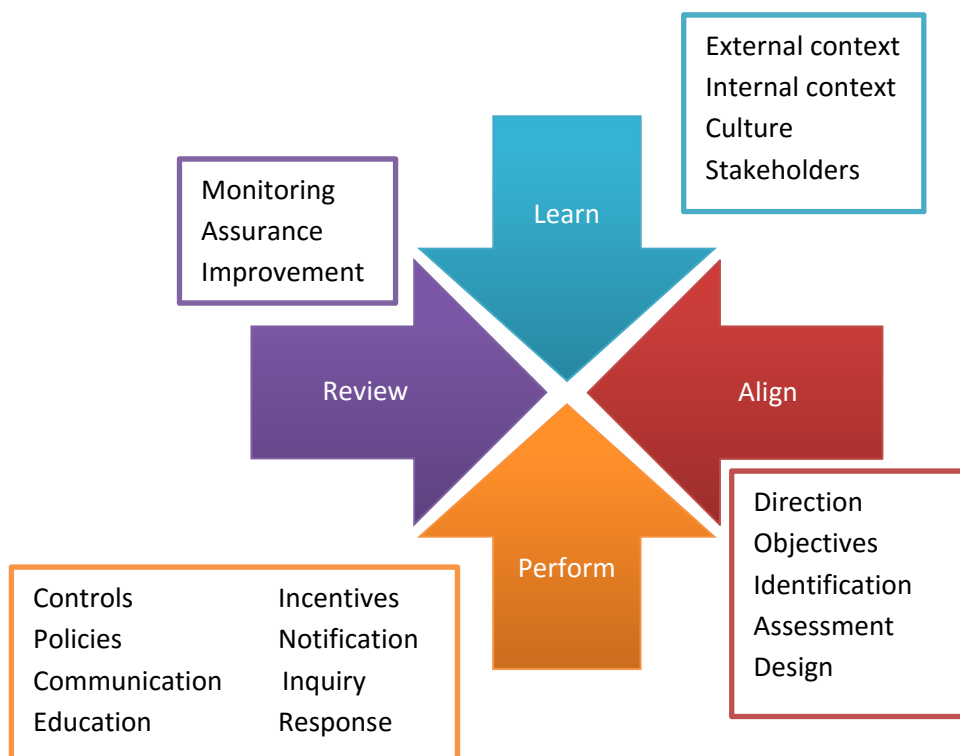 External context
Internal context
Culture
Stakeholders
Learn
Monitoring
Assurance
Improvement
Review
Align
Direction
Objectives
Identification
Assessment
Design
Perform
Controls Incentives
Policies Notification
Communication Inquiry
Education Response